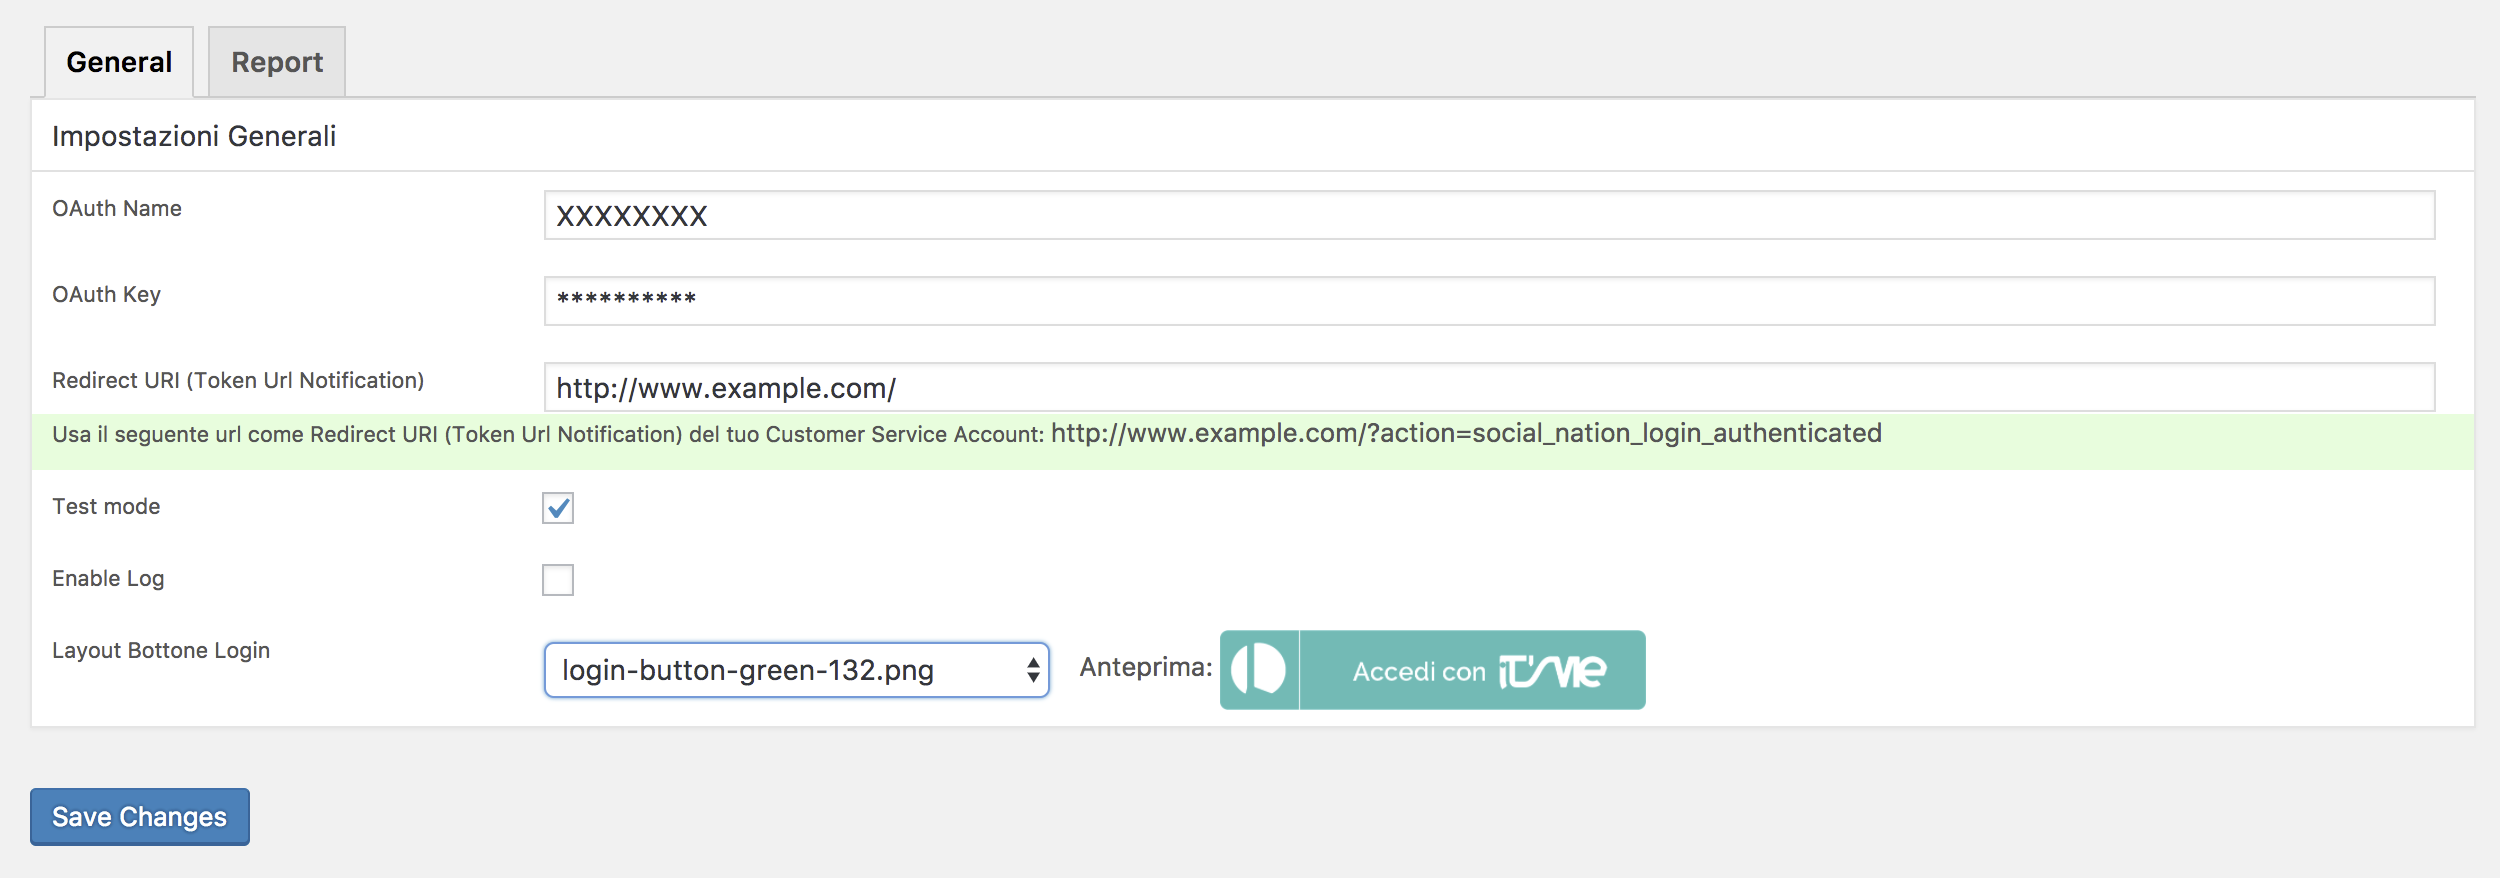 General Report
Impostazioni Generali
OAuth Name XXXXXXXX
OAuth Key **********
Redirect URI (Token Url Notification) http://www.example.com/
Usa il seguente url come Redirect URI (Token Url Notification) del tuo Customer Service Account: http://www.example.com/?action=social_nation_login_authenticated
Test mode
Enable Log
Layout Bottone Login login-button-green-132.png Anteprima: Accedi con iT'sMe
Save Changes